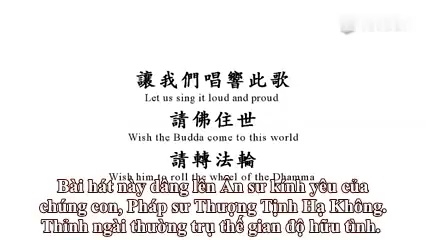 讓我們唱響此歌
Let us sing it loud and proud
請佛住世
Wish the Budda come to this world
請轉法輪
Wish him to roll the wheel of the Dhamma
Bài hát này dâng lên Ân sư kính yêu của
chúng con, Pháp sư Thượng Tịnh Hạ Không.
Thỉnh ngài thường trụ thế gian độ hữu tình.